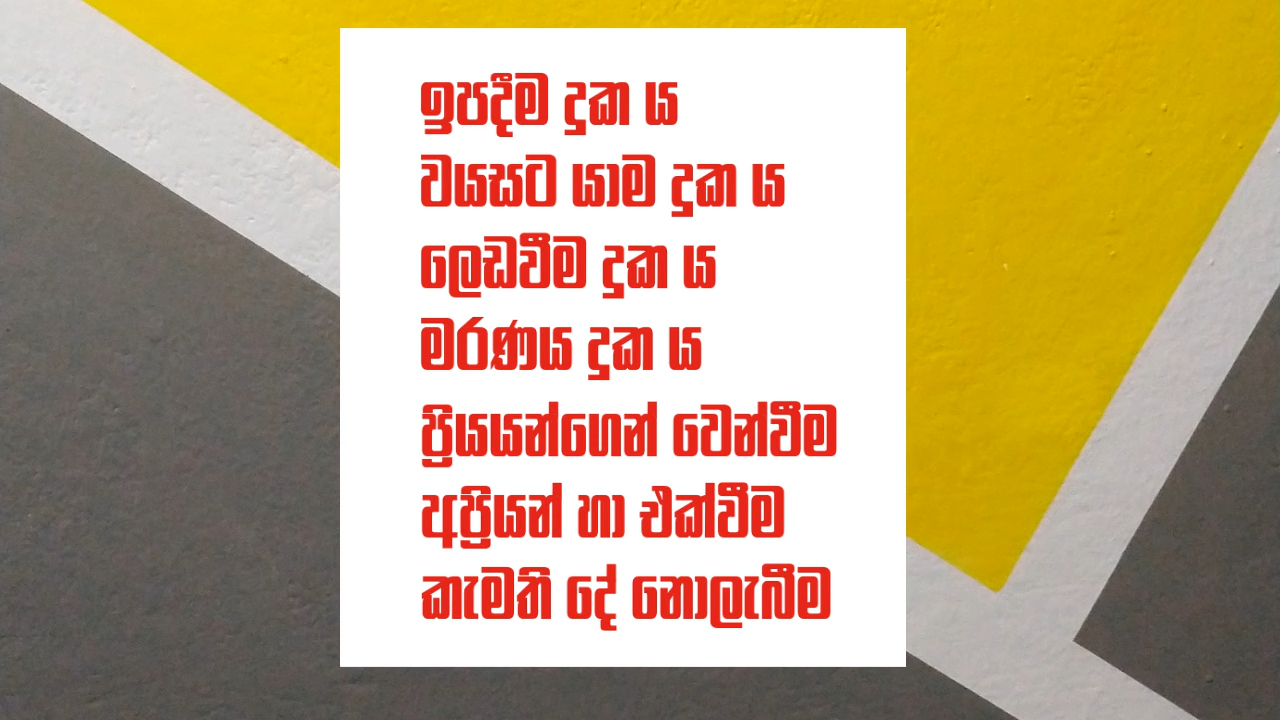 ඉපදීම දුක ය
වයසට යාම දුක ය
ලෙඩවීම දුක ය
මරණය දුක ය
ප්‍රියයන්ගෙන් වෙන්වීම
අප්‍රියන් හා එක්වීම
කැමති දේ නොලැබීම